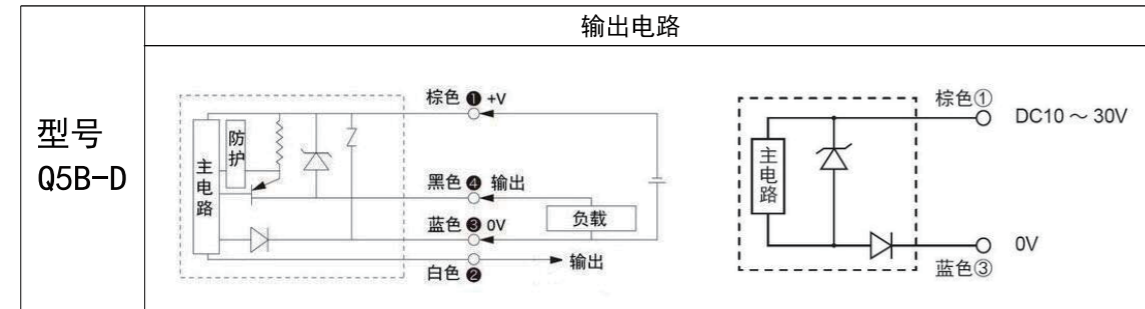 输出电路
型号
Q5B-D
棕色 ❶ +V
防护
主电路
黑色 ❹ 输出
蓝色 ❸ 0V
负载
白色 ❷
输出
棕色①
DC10 ～ 30V
主电路
0V
蓝色③